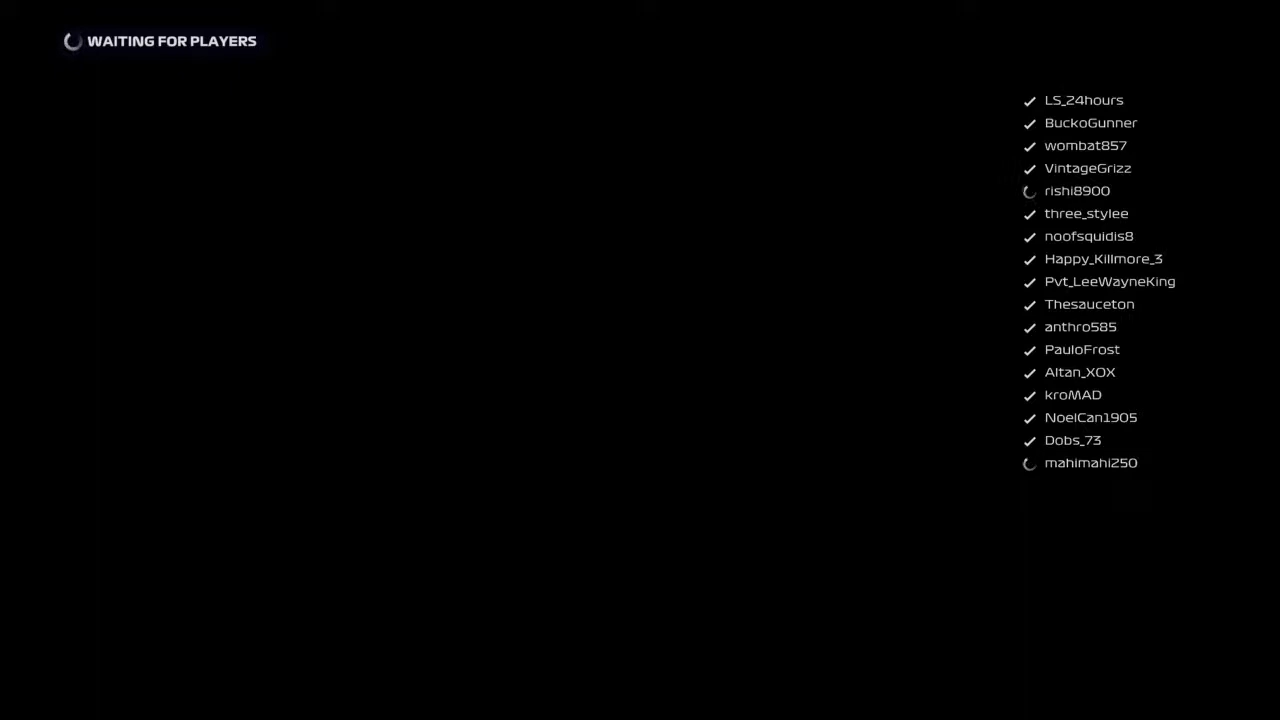 WAITING FOR PLAYERS
LS_24hours
BuckoGunner
wombat857
VintageGrizz
rishi8900
three_stylee
noofsquidis8
Happy_Killmore_3
Pvt_LeeWayneKing
Thesauceton
anthro585
PauloFrost
Altan_XOX
kroMAD
NoelCan1905
Dobs_73
mahimahi250